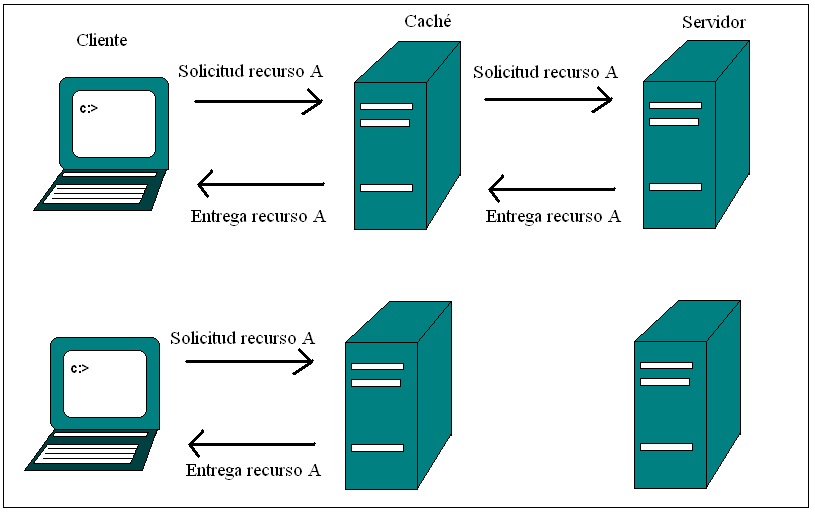 Cliente
Caché
Servidor
Solicitud recurso A
Solicitud recurso A
c:>
Entrega recurso A
Entrega recurso A
Solicitud recurso A
c:>
Entrega recurso A